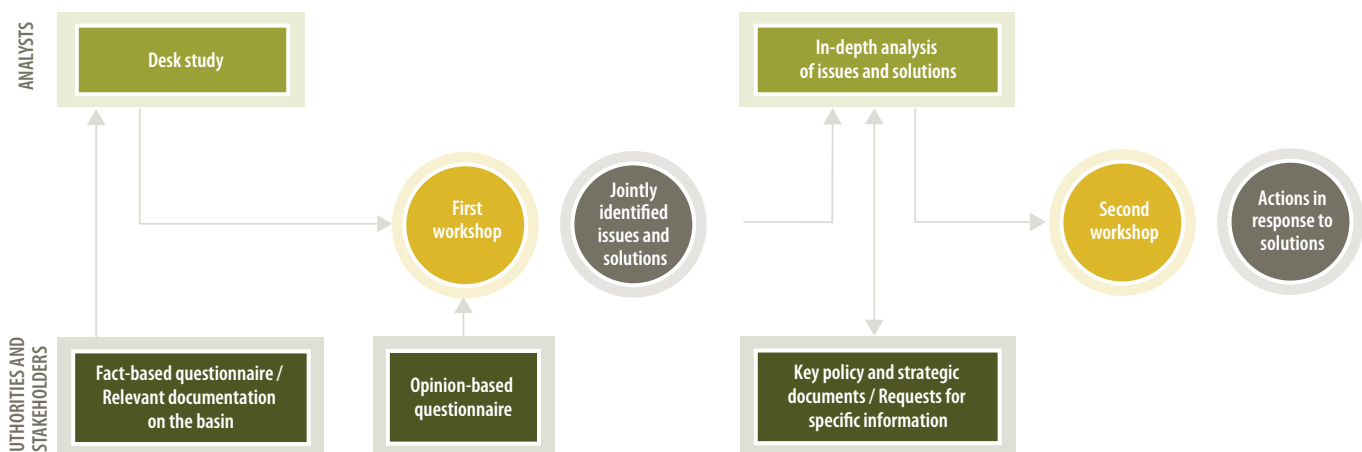 ANALYSTS
Desk study
In-depth analysis
of issues and solutions
First
workshop
Jointly
identified
issues and
solutions
Second
workshop
Actions in
response to
solutions
UTHORITIES AND
STAKEHOLDERS
Fact-based questionnaire /
Relevant documentation
on the basin
Opinion-based
questionnaire
Key policy and strategic
documents / Requests for
specific information